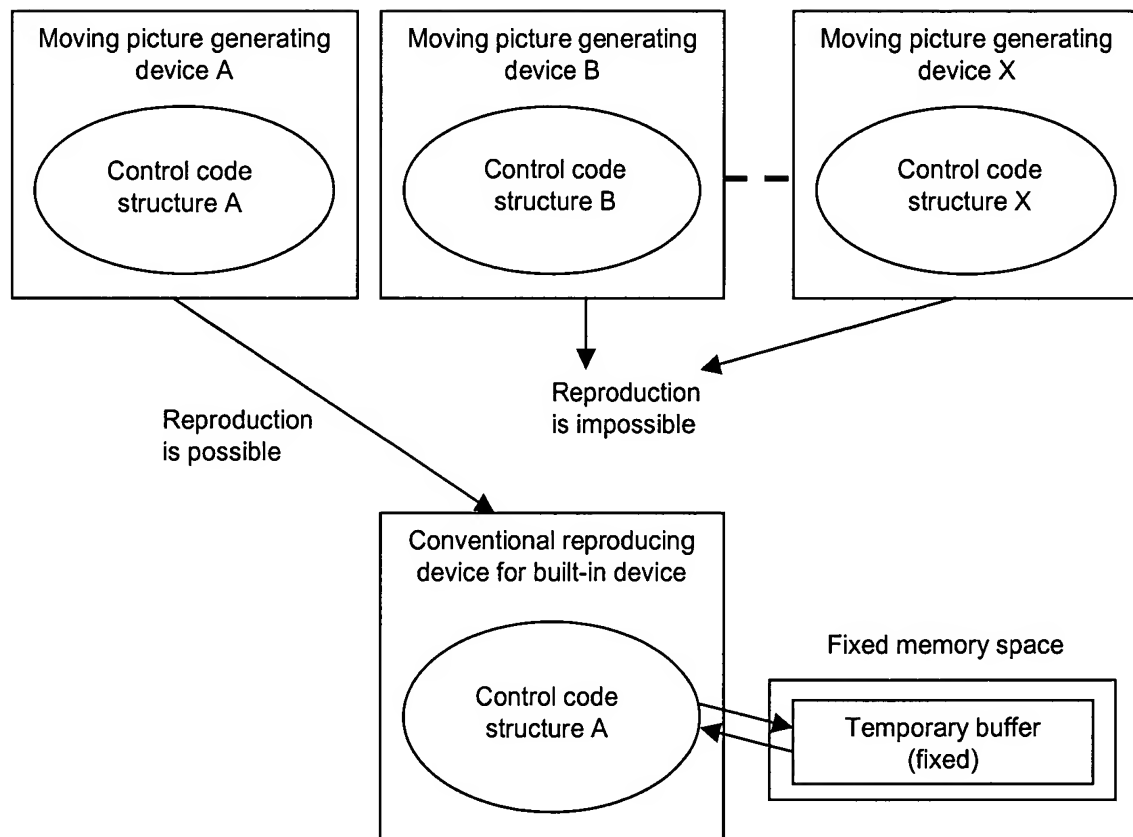 Moving picture generating
device A
Control code
structure A
Moving picture generating
device B
Control code
structure B
Moving picture generating
device X
Control code
structure X
Reproduction
is possible
Reproduction
is impossible
Conventional reproducing
device for built-in device
Control code
structure A
Fixed memory space
Temporary buffer
(fixed)